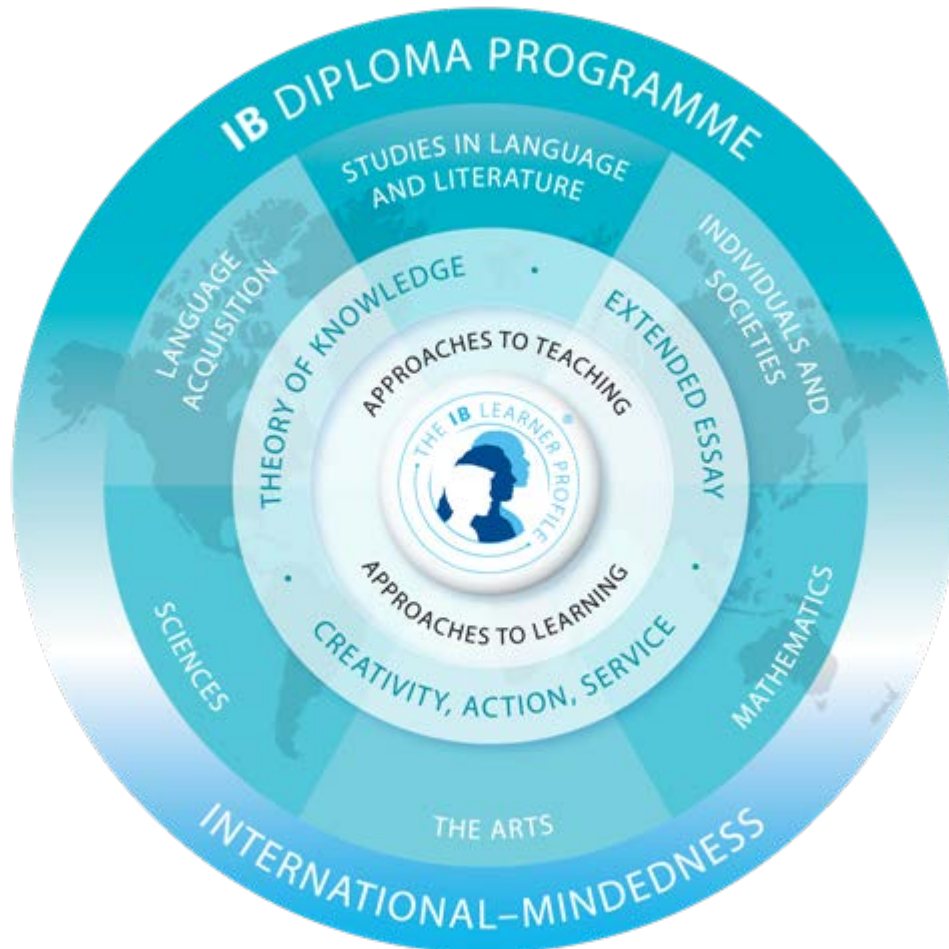 IB DIPLOMA PROGRAMME
STUDIES IN LANGUAGE
AND LITERATURE
LANGUAGE
ACQUISITION
INDIVIDUALS AND
SOCIETIES
THEORY OF KNOWLEDGE
•
EXTENDED ESSAY
APPROACHES TO TEACHING
THE IB LEARNER PROFILE
®
APPROACHES TO LEARNING
•
CREATIVITY, ACTION, SERVICE
•
SCIENCES
MATHEMATICS
THE ARTS
INTERNATIONAL–MINDEDNESS